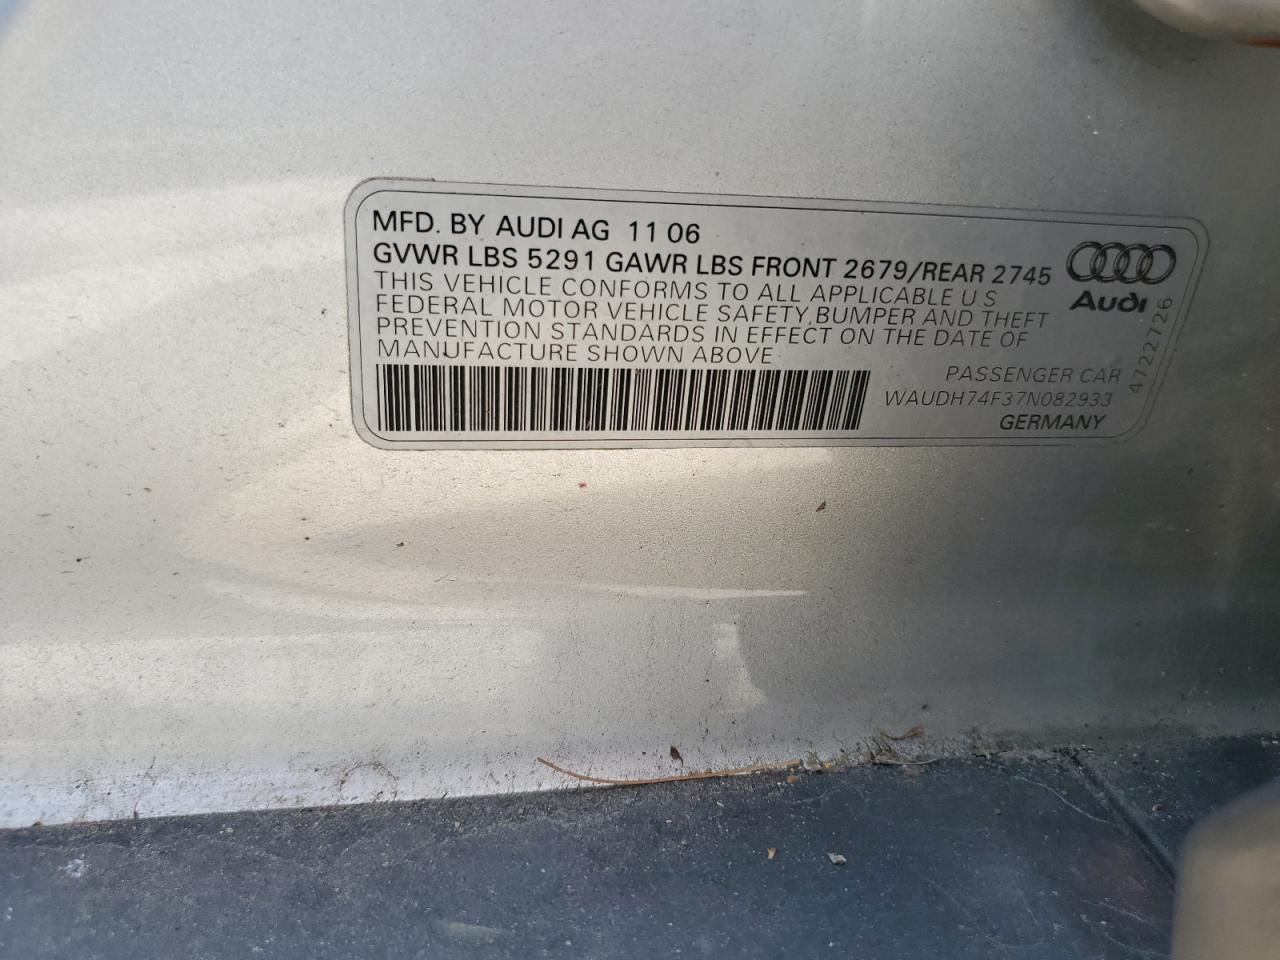 MFD. BY AUDI AG 11 06
GVWR LBS 5291 GAWR LBS FRONT 2679/REAR 2745
THIS VEHICLE CONFORMS TO ALL APPLICABLE U S
FEDERAL MOTOR VEHICLE SAFETY, BUMPER AND THEFT
PREVENTION STANDARDS IN EFFECT ON THE DATE OF
MANUFACTURE SHOWN ABOVE
Audi
PASSENGER CAR
WAUDH74F37N082933
GERMANY
47222726